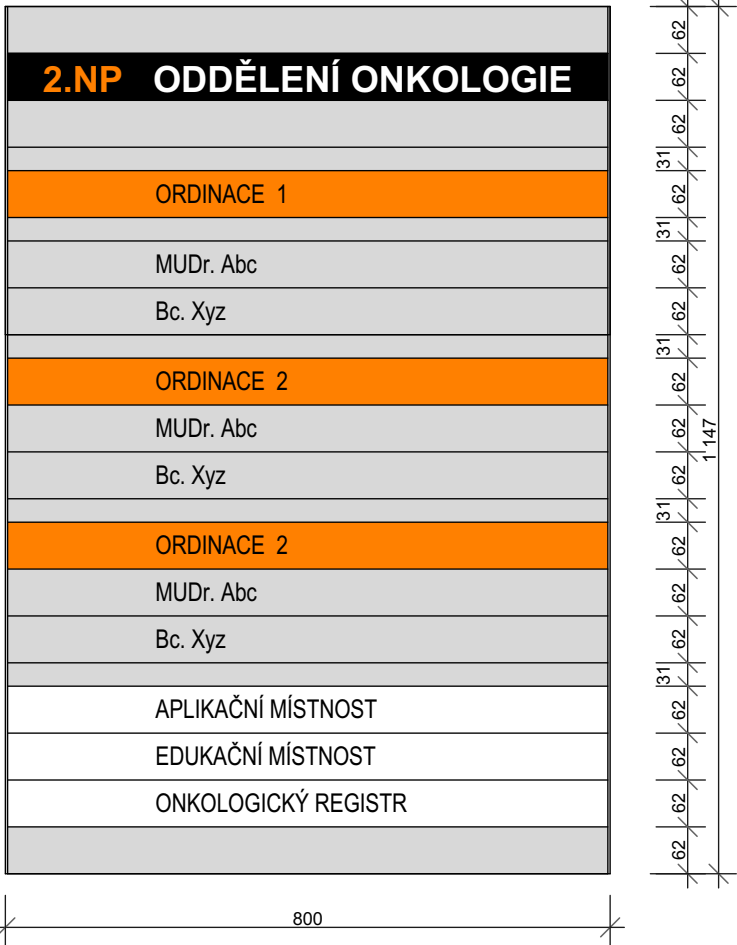 2.NP ODDĚLENÍ ONKOLOGIE
ORDINACE 1
MUDr. Abc
Bc. Xyz
ORDINACE 2
MUDr. Abc
Bc. Xyz
ORDINACE 2
MUDr. Abc
Bc. Xyz
APLIKAČNÍ MÍSTNOST
EDUKAČNÍ MÍSTNOST
ONKOLOGICKÝ REGISTR
62
62
62
31
62
31
62
62
31
62
62
62
31
62
62
62
31
62
62
62
62
1 147
800